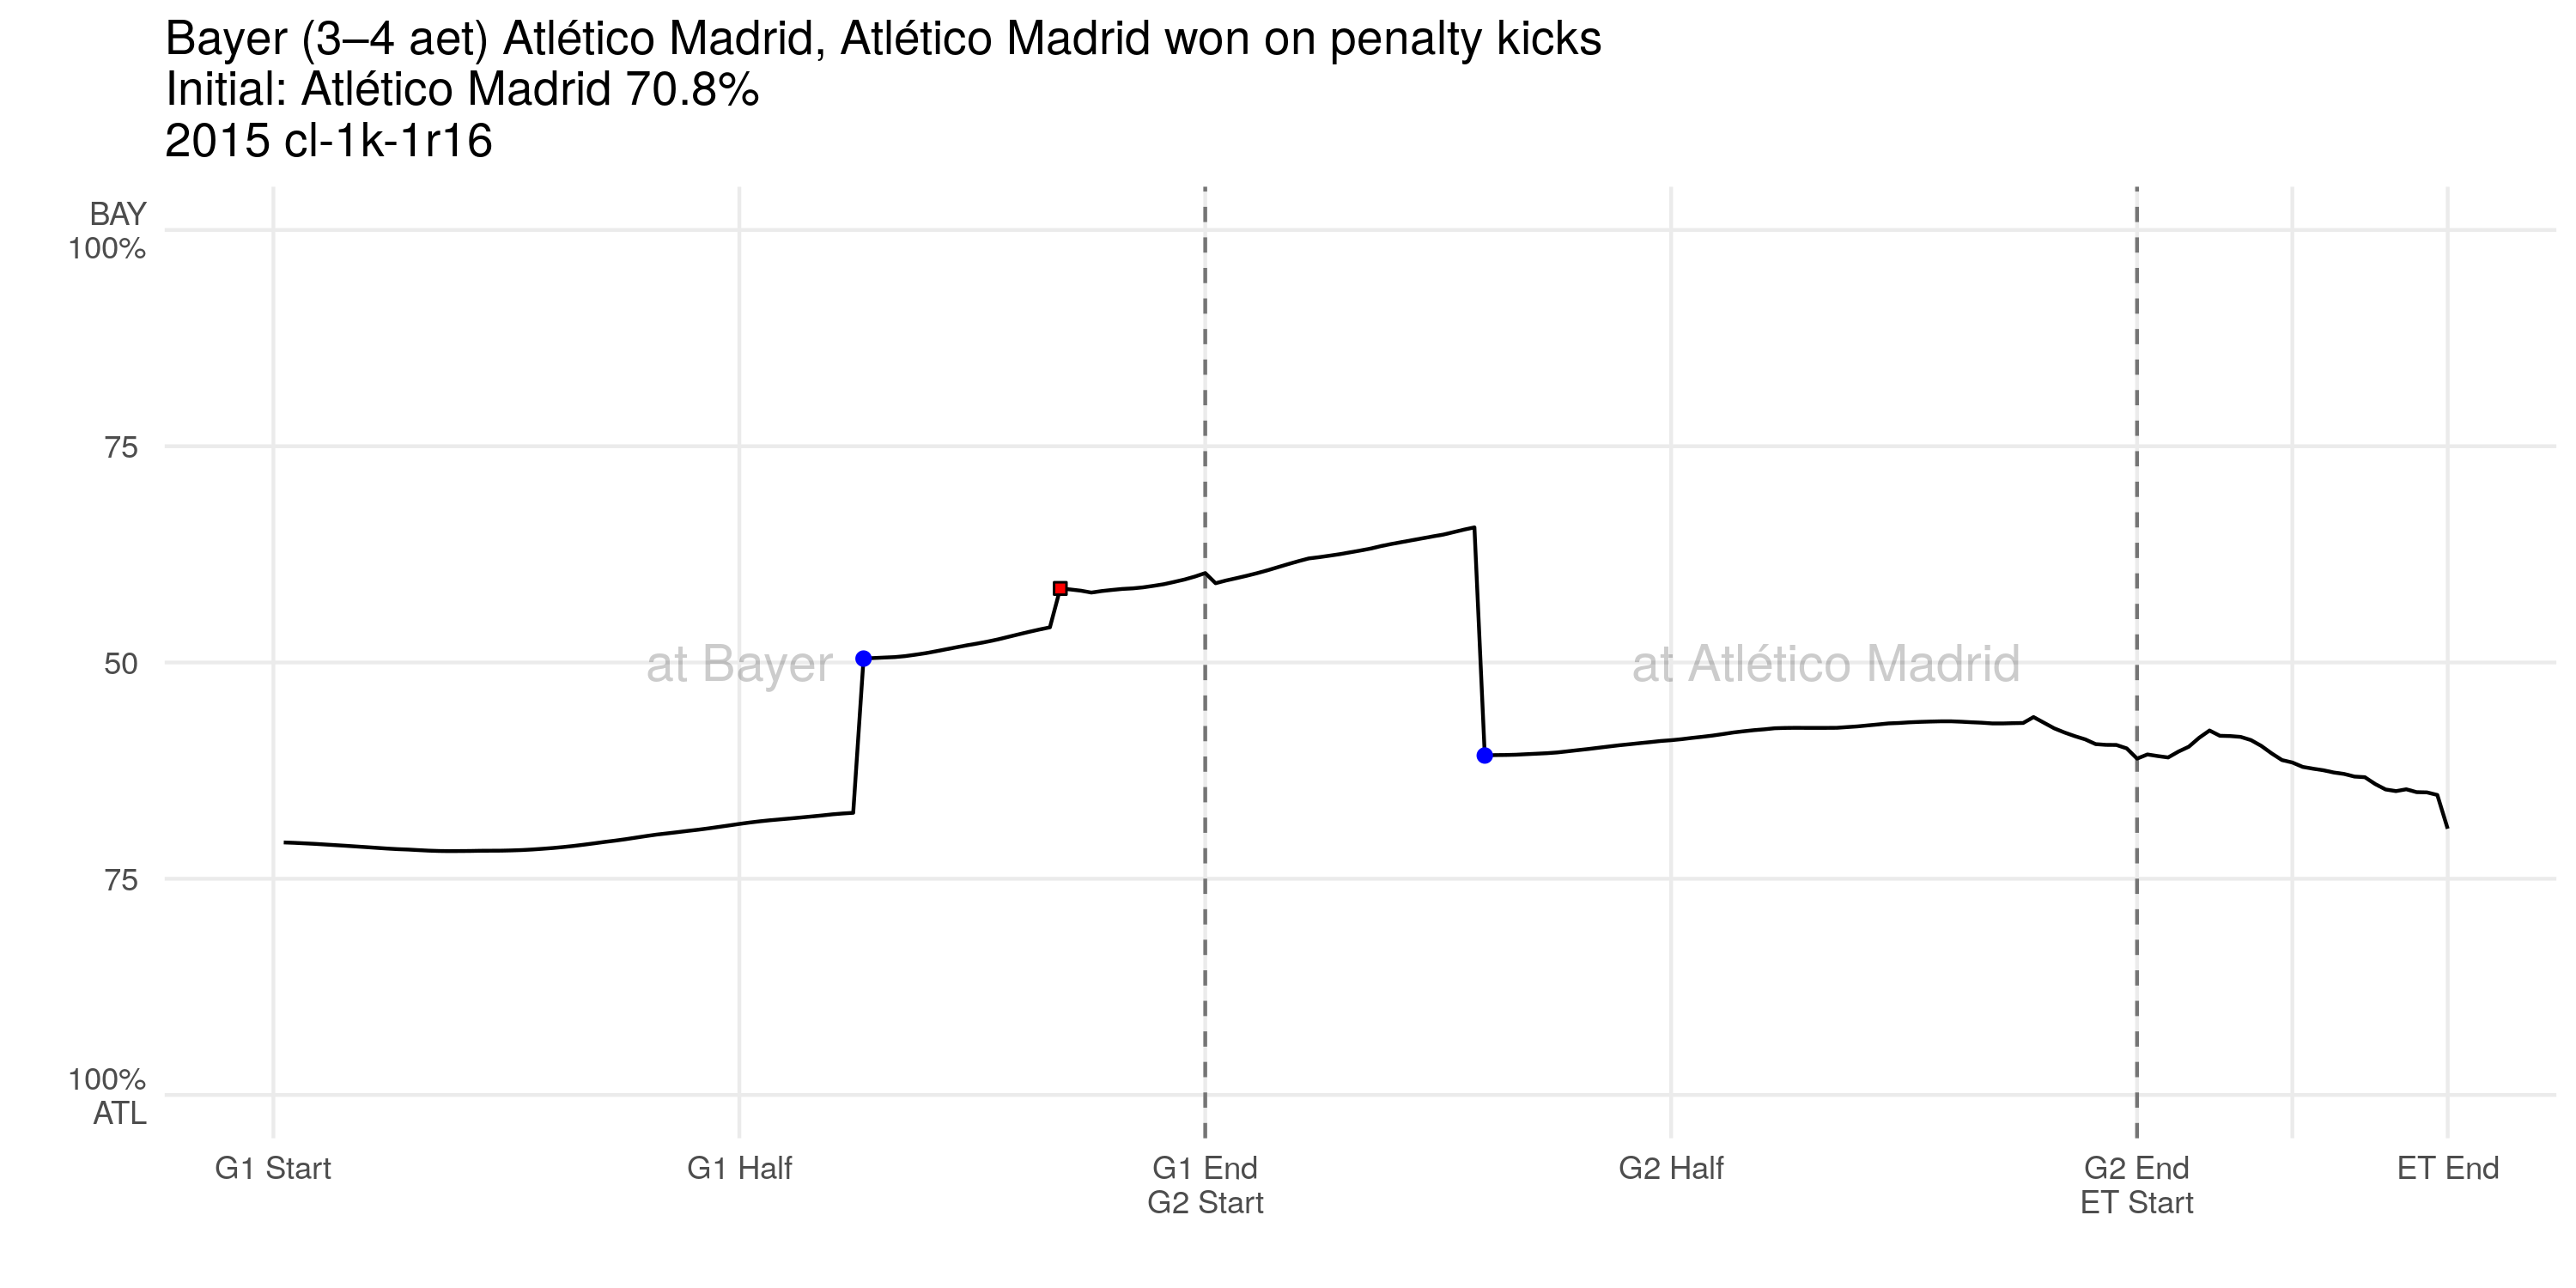 Bayer (3–4 aet) Atlético Madrid, Atlético Madrid won on penalty kicks
Initial: Atlético Madrid 70.8%
2015 cl-1k-1r16
BAY
100%
75
50
75
100%
ATL
at Bayer
at Atlético Madrid
G1 Start
G1 Half
G1 End
G2 Start
G2 Half
G2 End
ET Start
ET End